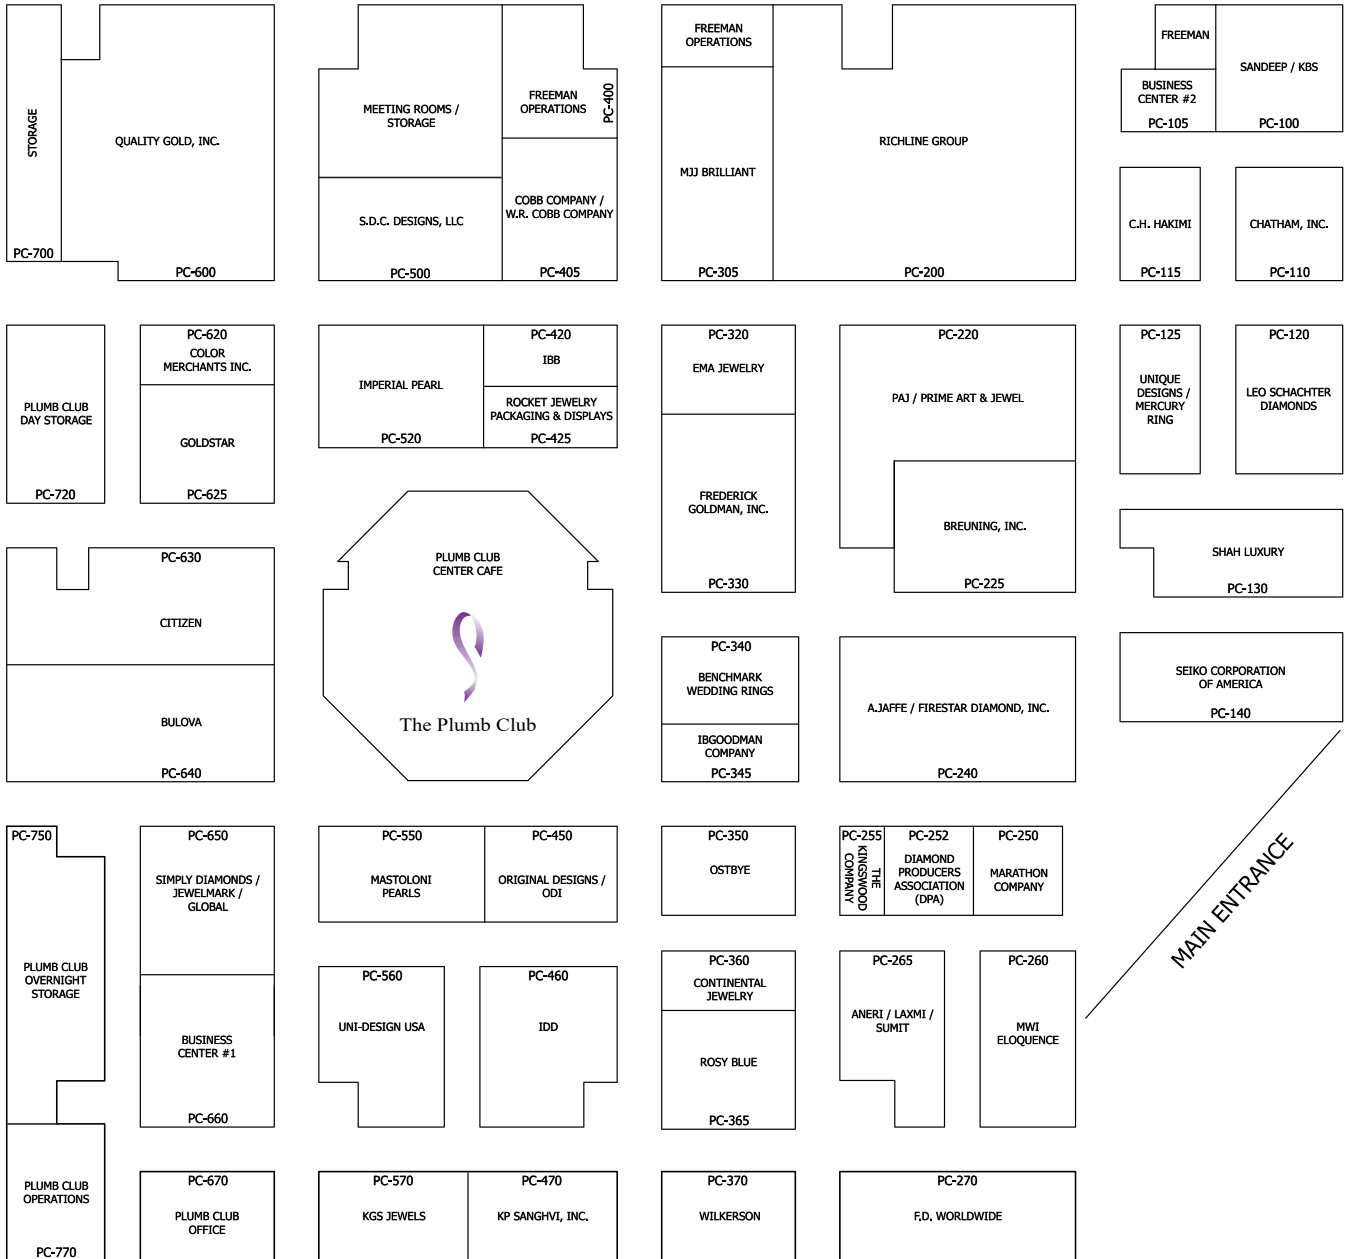 STORAGE
PC-700
QUALITY GOLD, INC.
PC-600
MEETING ROOMS /
STORAGE
FREEMAN
OPERATIONS
PC-400
S.D.C. DESIGNS, LLC
PC-500
COBB COMPANY /
W.R. COBB COMPANY
PC-405
FREEMAN
OPERATIONS
MJJ BRILLIANT
PC-305
RICHLINE GROUP
PC-200
FREEMAN
BUSINESS
CENTER #2
PC-105
SANDEEP / KBS
PC-100
C.H. HAKIMI
PC-115
CHATHAM, INC.
PC-110
PLUMB CLUB
DAY STORAGE
PC-720
PC-620
COLOR
MERCHANTS INC.
GOLDSTAR
PC-625
IMPERIAL PEARL
PC-520
PC-420
IBB
ROCKET JEWELRY
PACKAGING & DISPLAYS
PC-425
PC-320
EMA JEWELRY
FREDERICK
GOLDMAN, INC.
PC-330
PC-220
PAJ / PRIME ART & JEWEL
BREUNING, INC.
PC-225
PC-125
UNIQUE
DESIGNS /
MERCURY
RING
PC-120
LEO SCHACHTER
DIAMONDS
SHAH LUXURY
PC-130
PC-630
CITIZEN
BULOVA
PC-640
PLUMB CLUB
CENTER CAFE
The Plumb Club
PC-340
BENCHMARK
WEDDING RINGS
IBGOODMAN
COMPANY
PC-345
A.JAFFE / FIRESTAR DIAMOND, INC.
PC-240
SEIKO CORPORATION
OF AMERICA
PC-140
MAIN ENTRANCE
PC-750
PLUMB CLUB
OVERNIGHT
STORAGE
PC-650
SIMPLY DIAMONDS /
JEWELMARK /
GLOBAL
BUSINESS
CENTER #1
PC-660
PC-550
MASTOLONI
PEARLS
PC-450
ORIGINAL DESIGNS /
ODI
PC-350
OSTBYE
PC-255
THE
KINGSWOOD
COMPANY
PC-252
DIAMOND
PRODUCERS
ASSOCIATION
(DPA)
PC-250
MARATHON
COMPANY
PC-560
UNI-DESIGN USA
PC-460
IDD
PC-360
CONTINENTAL
JEWELRY
ROSY BLUE
PC-365
PC-265
ANERI / LAXMI /
SUMIT
PC-260
MWI
ELOQUENCE
PLUMB CLUB
OPERATIONS
PC-770
PC-670
PLUMB CLUB
OFFICE
PC-570
KGS JEWELS
PC-470
KP SANGHVI, INC.
PC-370
WILKERSON
PC-270
F.D. WORLDWIDE